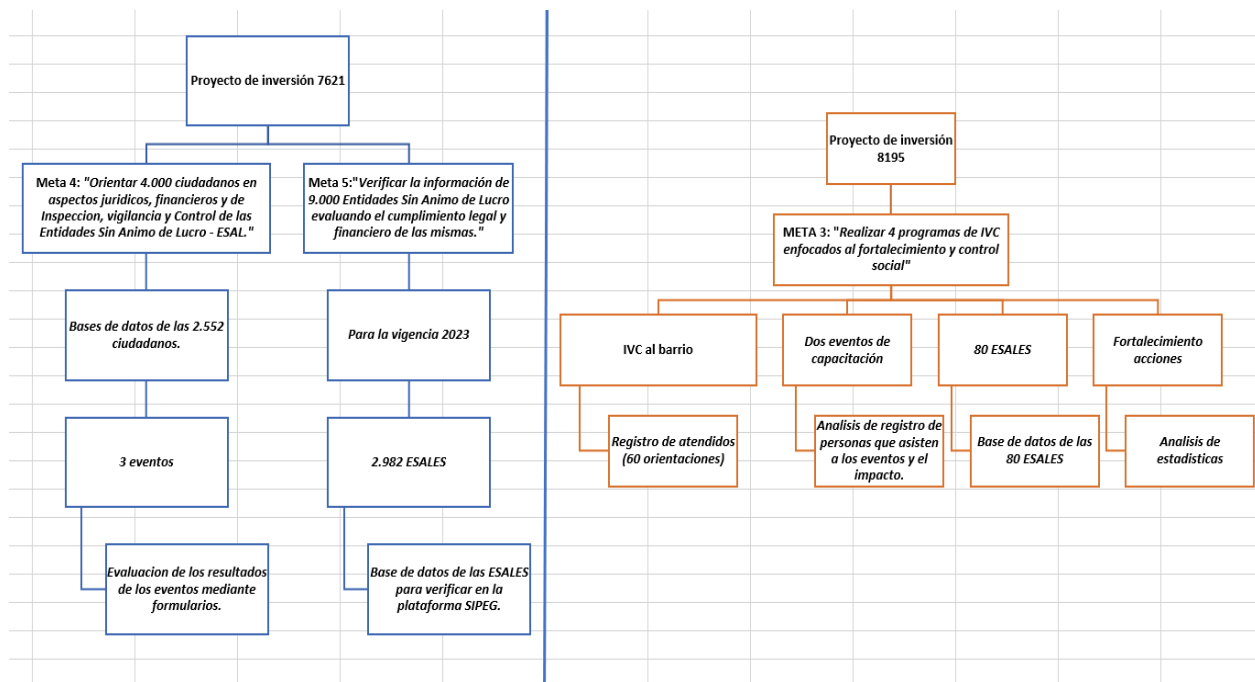 Proyecto de inversión 7621
Meta 4: "Orientar 4.000 ciudadanos en
aspectos juridicos, financieros y de
Inspeccion, vigilancia y Control de las
Entidades Sin Animo de Lucro - ESAL."
Meta 5:"Verificar la información de
9.000 Entidades Sin Animo de Lucro
evaluando el cumplimiento legal y
financiero de las mismas."
Bases de datos de las 2.552
ciudadanos.
Para la vigencia 2023
3 eventos
2.982 ESALES
Evaluacion de los resultados
de los eventos mediante
formularios.
Base de datos de las ESALES
para verificar en la
plataforma SIPEG.
Proyecto de inversión
8195
META 3: "Realizar 4 programas de IVC
enfocados al fortalecimiento y control
social"
IVC al barrio
Dos eventos de
capacitación
80 ESALES
Fortalecimiento
acciones
Registro de atendidos
(60 orientaciones)
Analisis de registro de
personas que asisten
a los eventos y el
impacto.
Base de datos de las
80 ESALES
Analisis de
estadisticas